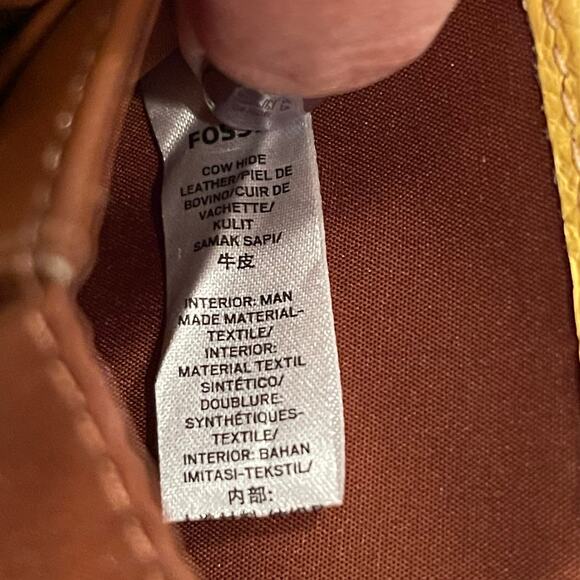 COW HIDE
LEATHER/PIEL DE
BOVINO/CUIR DE
VACHETTE/
KULIT
SAMAK SAPI/
牛皮
INTERIOR: MAN
MADE MATERIAL-
TEXTILE/
INTERIOR:
MATERIAL TEXTIL
SINTÉTICO/
DOUBLURE:
SYNTHÉTIQUES-
TEXTILE/
INTERIOR: BAHAN
IMITASI-TEKSTIL/
内部: